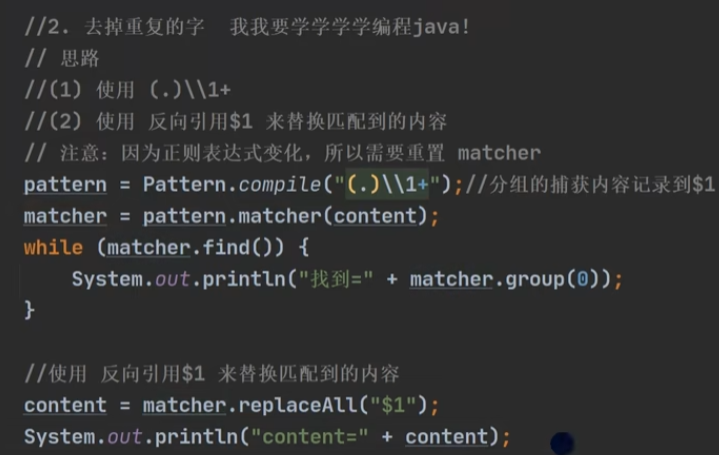 //2. 去掉重复的字  我我要学学学学编程java!
// 思路
//(1) 使用 (.)\\1+
//(2) 使用 反向引用$1 来替换匹配到的内容
// 注意：因为正则表达式变化，所以需要重置 matcher
pattern = Pattern.compile("(.)\\1+");//分组的捕获内容记录到$1
matcher = pattern.matcher(content);
while (matcher.find()) {
    System.out.println("找到=" + matcher.group(0));
}
//使用 反向引用$1 来替换匹配到的内容
content = matcher.replaceAll("$1");
System.out.println("content=" + content);